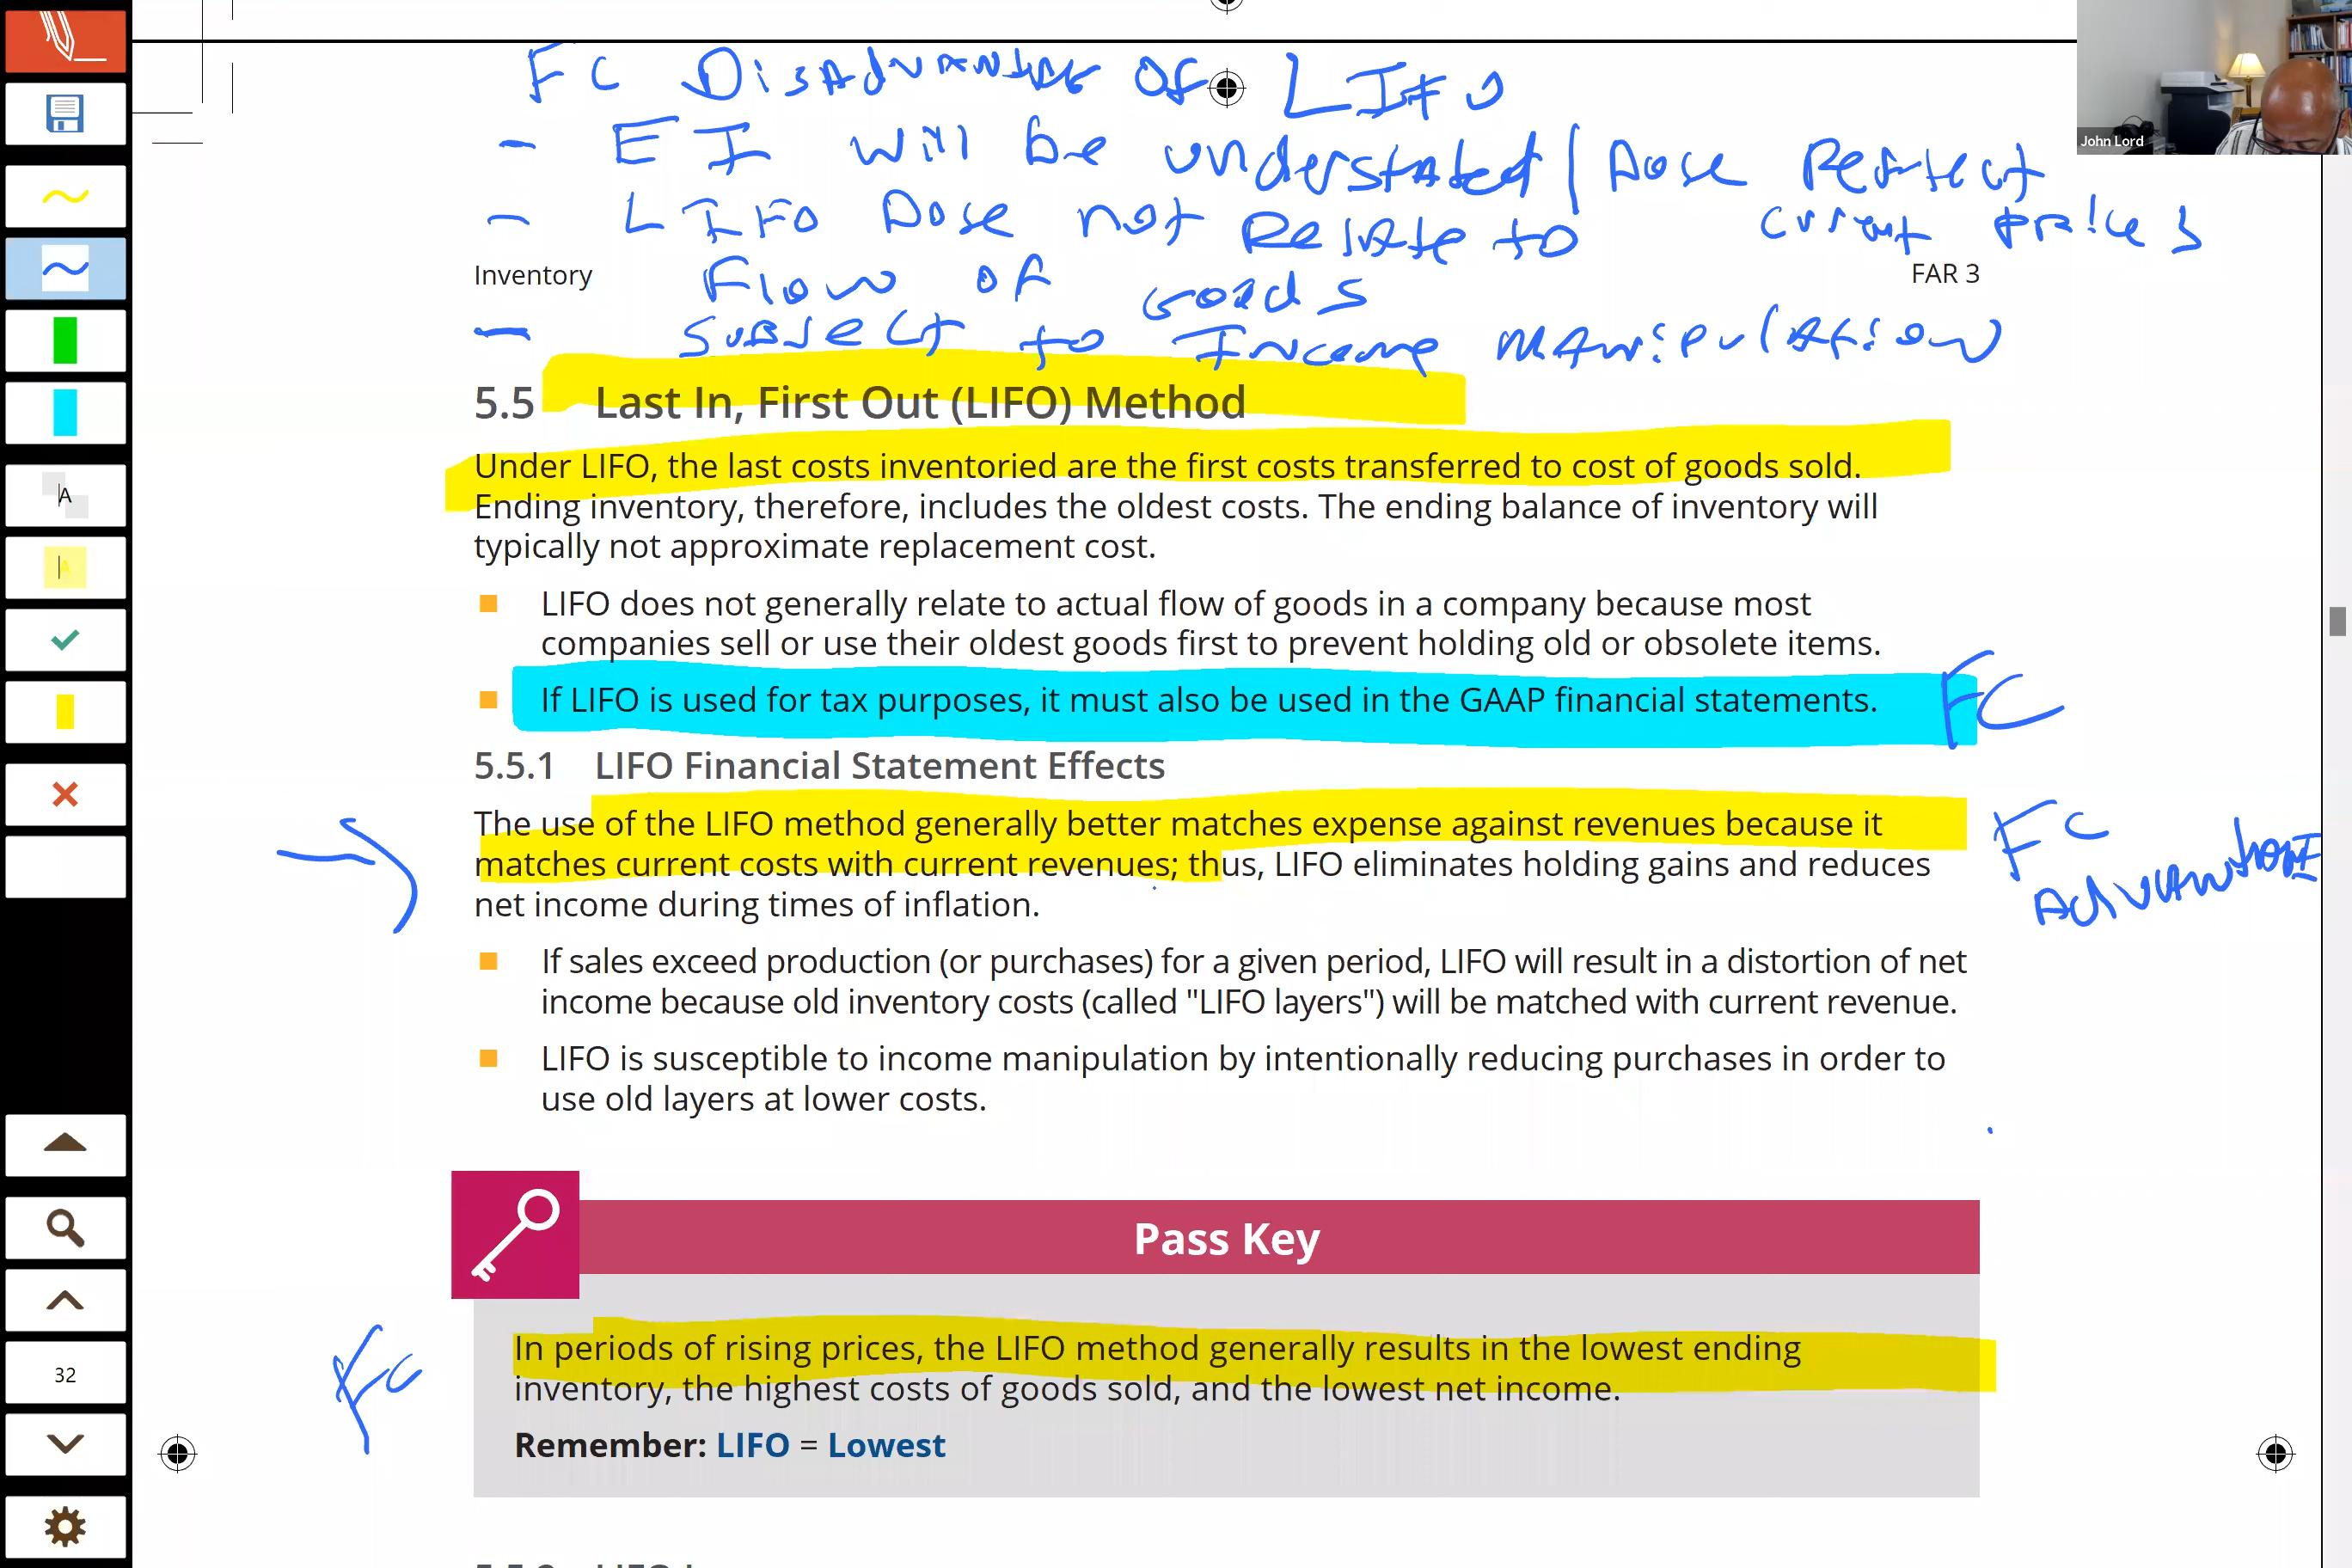 FC Disadvantage of LIFO
John Lord
- EI will be understated / Dose Reflect
current prices
- LIFO Dose not Relate to
Flow of Goods
Inventory
FAR 3
- Subject to Income Manipulation
5.5 Last In, First Out (LIFO) Method
Under LIFO, the last costs inventoried are the first costs transferred to cost of goods sold.
Ending inventory, therefore, includes the oldest costs. The ending balance of inventory will
typically not approximate replacement cost.
LIFO does not generally relate to actual flow of goods in a company because most
companies sell or use their oldest goods first to prevent holding old or obsolete items.
If LIFO is used for tax purposes, it must also be used in the GAAP financial statements.
FC
5.5.1 LIFO Financial Statement Effects
The use of the LIFO method generally better matches expense against revenues because it
matches current costs with current revenues; thus, LIFO eliminates holding gains and reduces
net income during times of inflation.
FC
If sales exceed production (or purchases) for a given period, LIFO will result in a distortion of net
income because old inventory costs (called "LIFO layers") will be matched with current revenue.
LIFO is susceptible to income manipulation by intentionally reducing purchases in order to
use old layers at lower costs.
Pass Key
In periods of rising prices, the LIFO method generally results in the lowest ending
inventory, the highest costs of goods sold, and the lowest net income.
FC
Remember: LIFO = Lowest
A
A
32